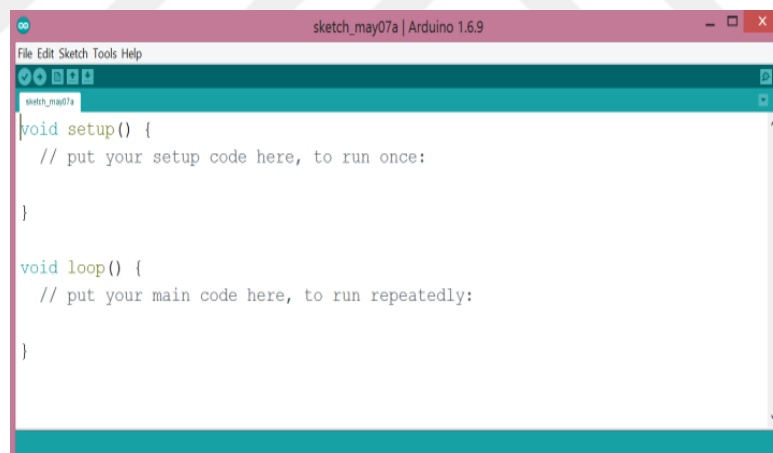 sketch_may07a | Arduino 1.6.9
File Edit Sketch Tools Help
sketch_may07a
void setup() {
  // put your setup code here, to run once:
}
void loop() {
  // put your main code here, to run repeatedly:
}